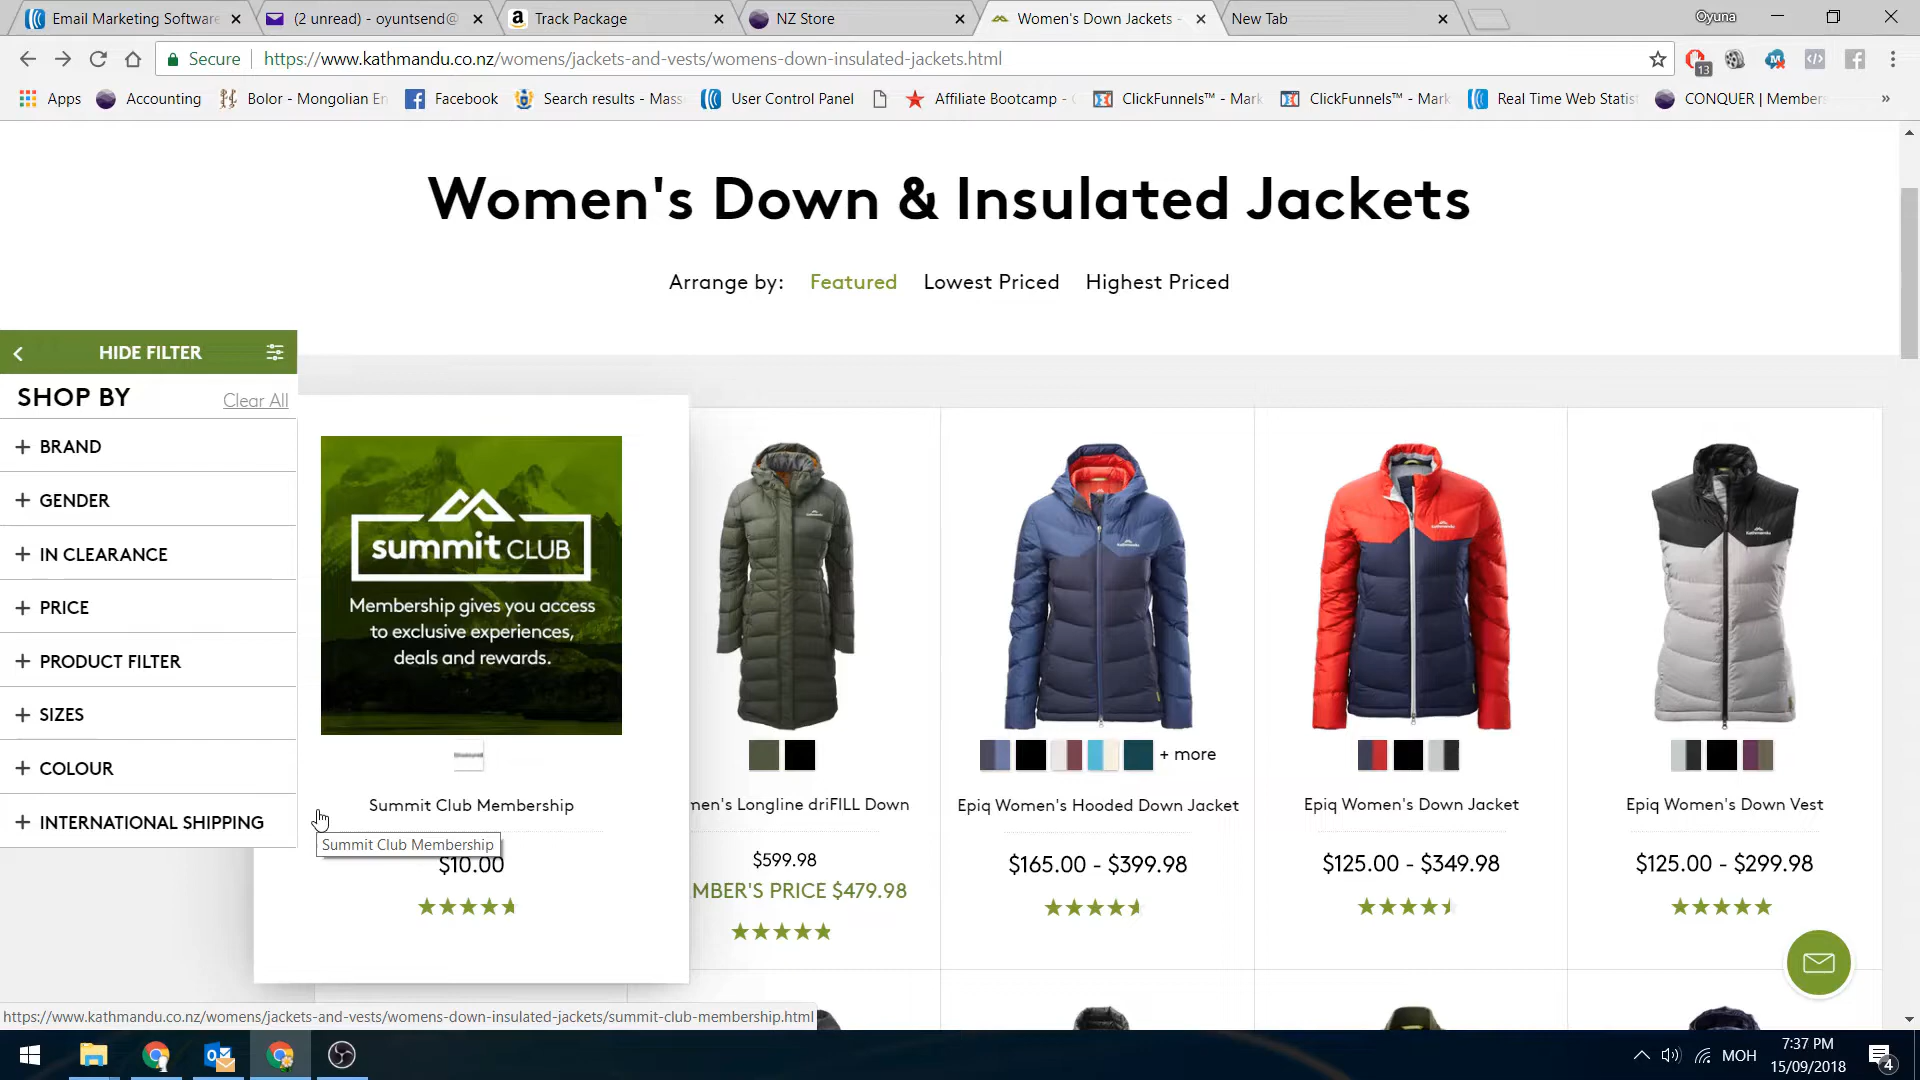 Email Marketing Software
(2 unread) - oyuntsend@
Track Package
NZ Store
Women's Down Jackets -
New Tab
Oyuna
Secure
https://www.kathmandu.co.nz/womens/jackets-and-vests/womens-down-insulated-jackets.html
13
Apps
Accounting
Bolor - Mongolian En
Facebook
Search results - Mass
User Control Panel
Affiliate Bootcamp -
ClickFunnels™ - Mark
ClickFunnels™ - Mark
Real Time Web Statist
CONQUER | Members
»
Women's Down & Insulated Jackets
Arrange by: Featured Lowest Priced Highest Priced
HIDE FILTER
SHOP BY
Clear All
+ BRAND
+ GENDER
+ IN CLEARANCE
+ PRICE
+ PRODUCT FILTER
+ SIZES
+ COLOUR
+ INTERNATIONAL SHIPPING
summit CLUB
Membership gives you access
to exclusive experiences,
deals and rewards.
Summit Club Membership
Summit Club Membership
$10.00
men's Longline driFILL Down
$599.98
MBER'S PRICE $479.98
+ more
Epiq Women's Hooded Down Jacket
$165.00 - $399.98
Kathmandu
Epiq Women's Down Jacket
$125.00 - $349.98
Epiq Women's Down Vest
$125.00 - $299.98
https://www.kathmandu.co.nz/womens/jackets-and-vests/womens-down-insulated-jackets/summit-club-membership.html
MOH
7:37 PM
15/09/2018
4